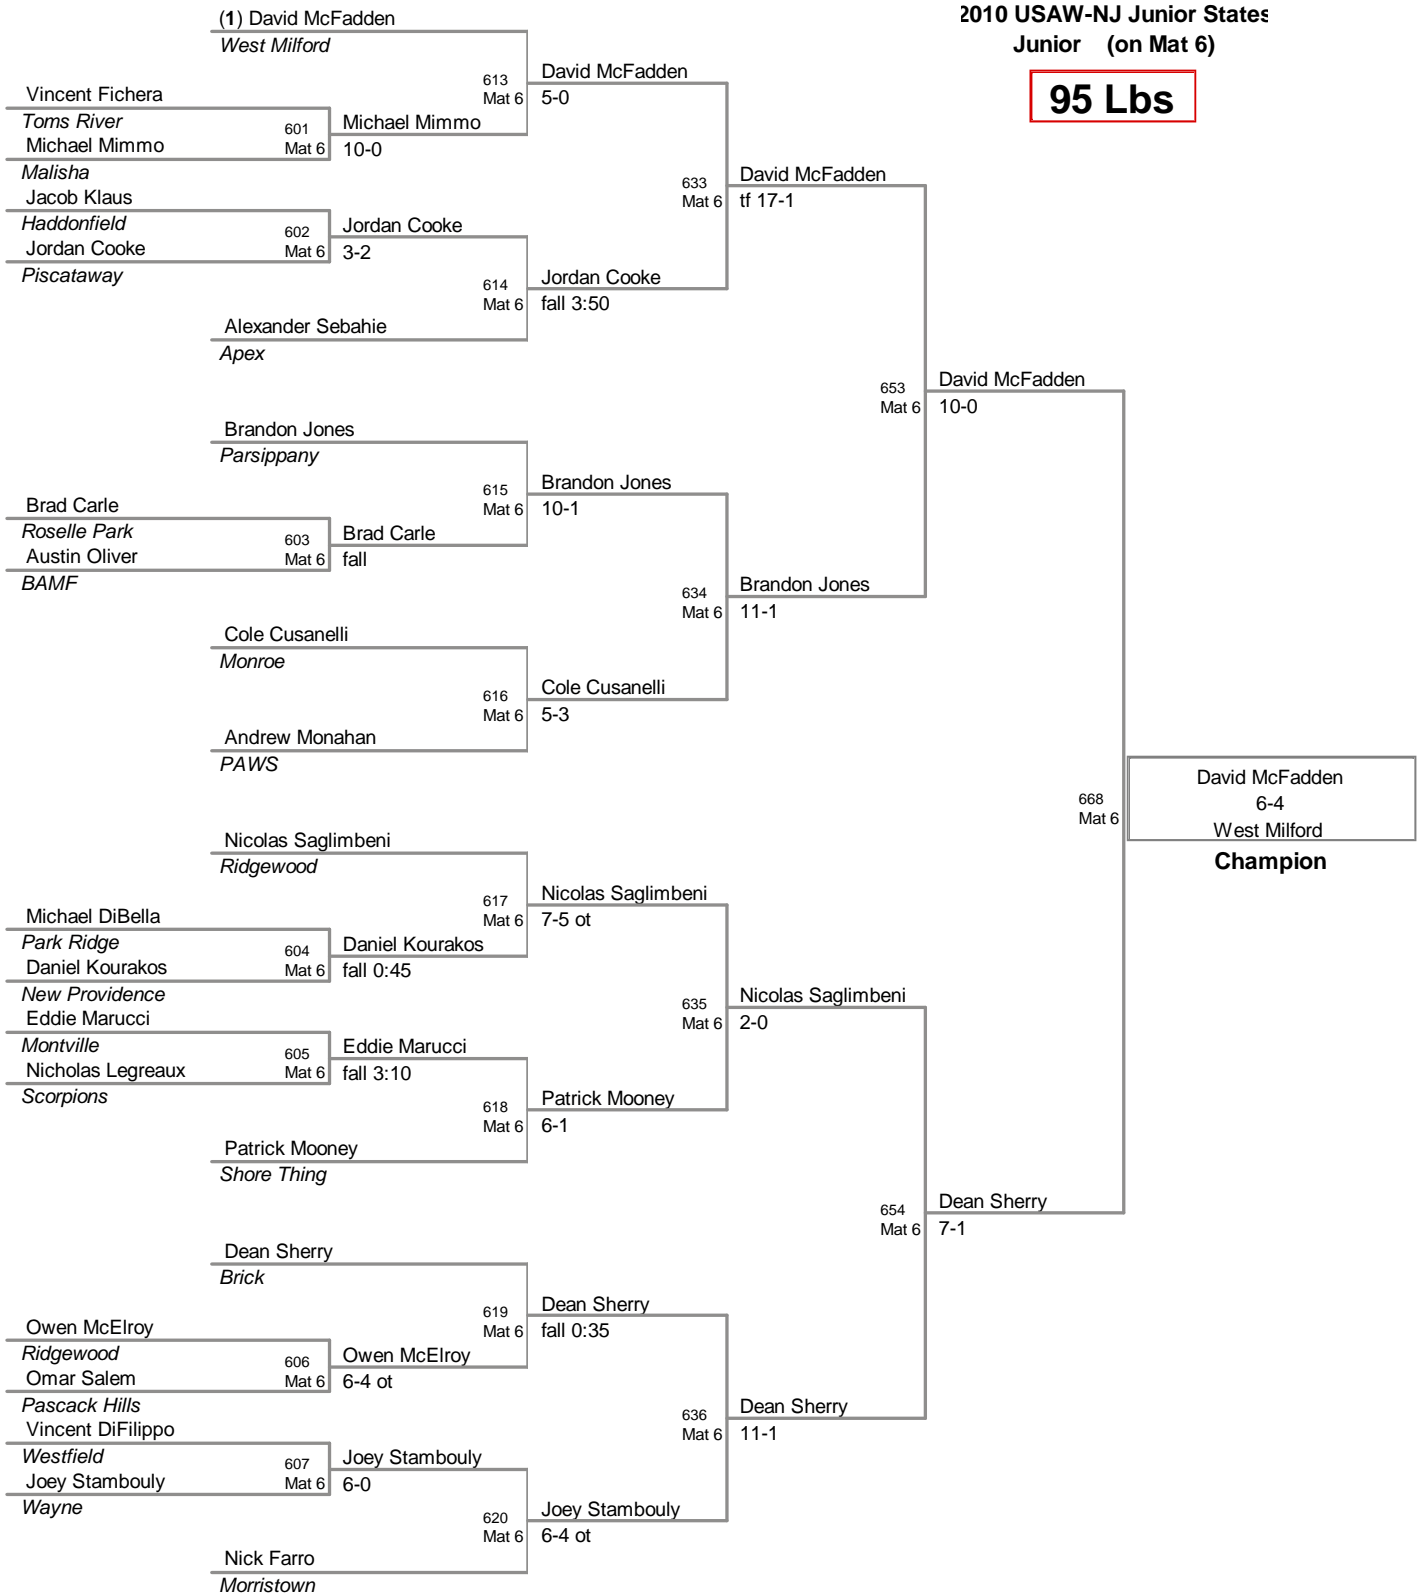 (1) David McFadden
West Milford
2010 USAW-NJ Junior States
Junior (on Mat 6)
95 Lbs
613
Mat 6
David McFadden
5-0
Vincent Fichera
Toms River
601
Mat 6
Michael Mimmo
10-0
Michael Mimmo
Malisha
633
Mat 6
David McFadden
tf 17-1
Jacob Klaus
Haddonfield
602
Mat 6
Jordan Cooke
3-2
Jordan Cooke
Piscataway
614
Mat 6
Jordan Cooke
fall 3:50
Alexander Sebahie
Apex
653
Mat 6
David McFadden
10-0
Brandon Jones
Parsippany
615
Mat 6
Brandon Jones
10-1
Brad Carle
Roselle Park
603
Mat 6
Brad Carle
fall
Austin Oliver
BAMF
634
Mat 6
Brandon Jones
11-1
Cole Cusanelli
Monroe
616
Mat 6
Cole Cusanelli
5-3
Andrew Monahan
PAWS
668
Mat 6
David McFadden
6-4
West Milford
Champion
Nicolas Saglimbeni
Ridgewood
617
Mat 6
Nicolas Saglimbeni
7-5 ot
Michael DiBella
Park Ridge
604
Mat 6
Daniel Kourakos
fall 0:45
Daniel Kourakos
New Providence
635
Mat 6
Nicolas Saglimbeni
2-0
Eddie Marucci
Montville
605
Mat 6
Eddie Marucci
fall 3:10
Nicholas Legreaux
Scorpions
618
Mat 6
Patrick Mooney
6-1
Patrick Mooney
Shore Thing
654
Mat 6
Dean Sherry
7-1
Dean Sherry
Brick
619
Mat 6
Dean Sherry
fall 0:35
Owen McElroy
Ridgewood
606
Mat 6
Owen McElroy
6-4 ot
Omar Salem
Pascack Hills
636
Mat 6
Dean Sherry
11-1
Vincent DiFilippo
Westfield
607
Mat 6
Joey Stambouly
6-0
Joey Stambouly
Wayne
620
Mat 6
Joey Stambouly
6-4 ot
Nick Farro
Morristown